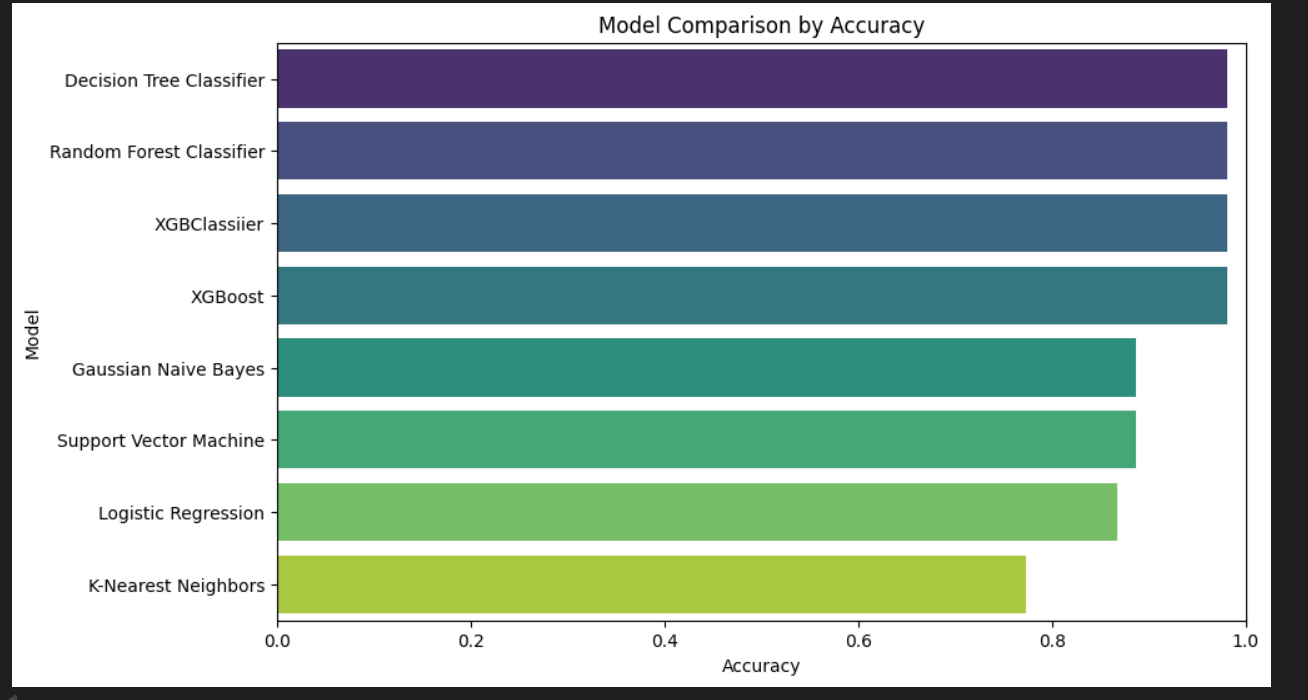 Model Comparison by Accuracy
Decision Tree Classifier
Random Forest Classifier
XGBClassiier
XGBoost
Gaussian Naive Bayes
Support Vector Machine
Logistic Regression
K-Nearest Neighbors
Model
0.0 0.2 0.4 0.6 0.8 1.0
Accuracy